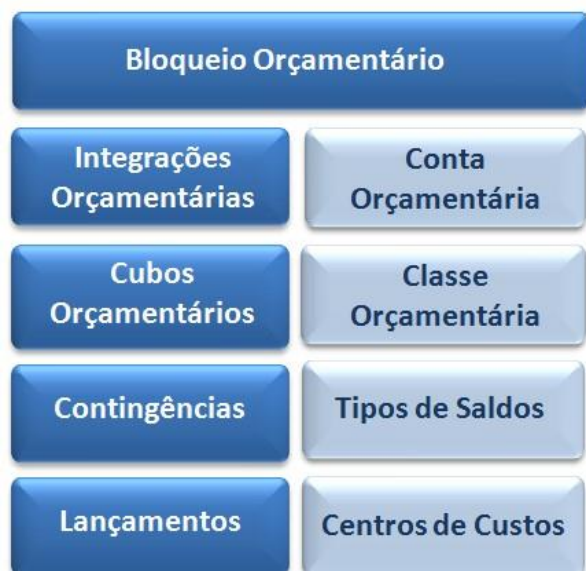 Bloqueio Orçamentário
Integrações
Orçamentárias
Conta
Orçamentária
Cubos
Orçamentários
Classe
Orçamentária
Contingências
Tipos de Saldos
Lançamentos
Centros de Custos